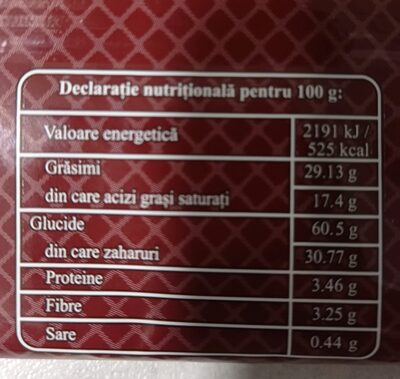 Declarație nutrițională pentru 100 g:
Valoare energetică 2191 kJ /
525 kcal
Grăsimi 29.13 g
din care acizi grași saturați 17.4 g
Glucide 60.5 g
din care zaharuri 30.77 g
Proteine 3.46 g
Fibre 3.25 g
Sare 0.44 g